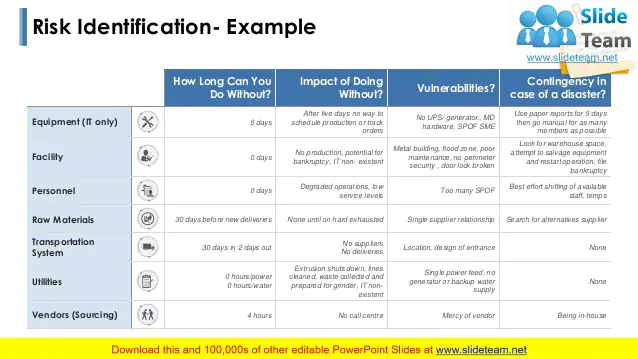 Risk Identification- Example
Slide
Team
www.slideteam.net
How Long Can You
Do Without?
Impact of Doing
Without?
Vulnerabilities?
Contingency in
case of a disaster?
Equipment (IT only)
5 days
After five days no way to
schedule production or track
orders
No UPS/ generator, MD
hardware, SPOF SME
Use paper reports for 5 days
then go manual for as many
members as possible
Facility
0 days
No production, potential for
bankruptcy, IT non- existent
Metal building, flood zone, poor
maintenance, no perimeter
security , door lock broken
Look for warehouse space,
attempt to salvage equipment
and restart operation, file
bankruptcy
Personnel
0 days
Degraded operations, low
service levels
Too many SPOF
Best effort shifting of available
staff, temps
Raw Materials
30 days before new deliveries
None until on hard exhausted
Single supplier relationship
Search for alternatives supplier
Transportation
System
30 days in 2 days out
No suppliers
No deliveries
Location, design of entrance
None
Utilities
0 hours/power
0 hours/water
Extrusion shuts down, lines
cleaned, waste collected and
prepared for grinder, IT non-
existent
Single power feed, no
generator or backup water
supply
None
Vendors (Sourcing)
4 hours
No call centre
Mercy of vendor
Being in-house
Download this and 100,000s of other editable PowerPoint Slides at www.slideteam.net